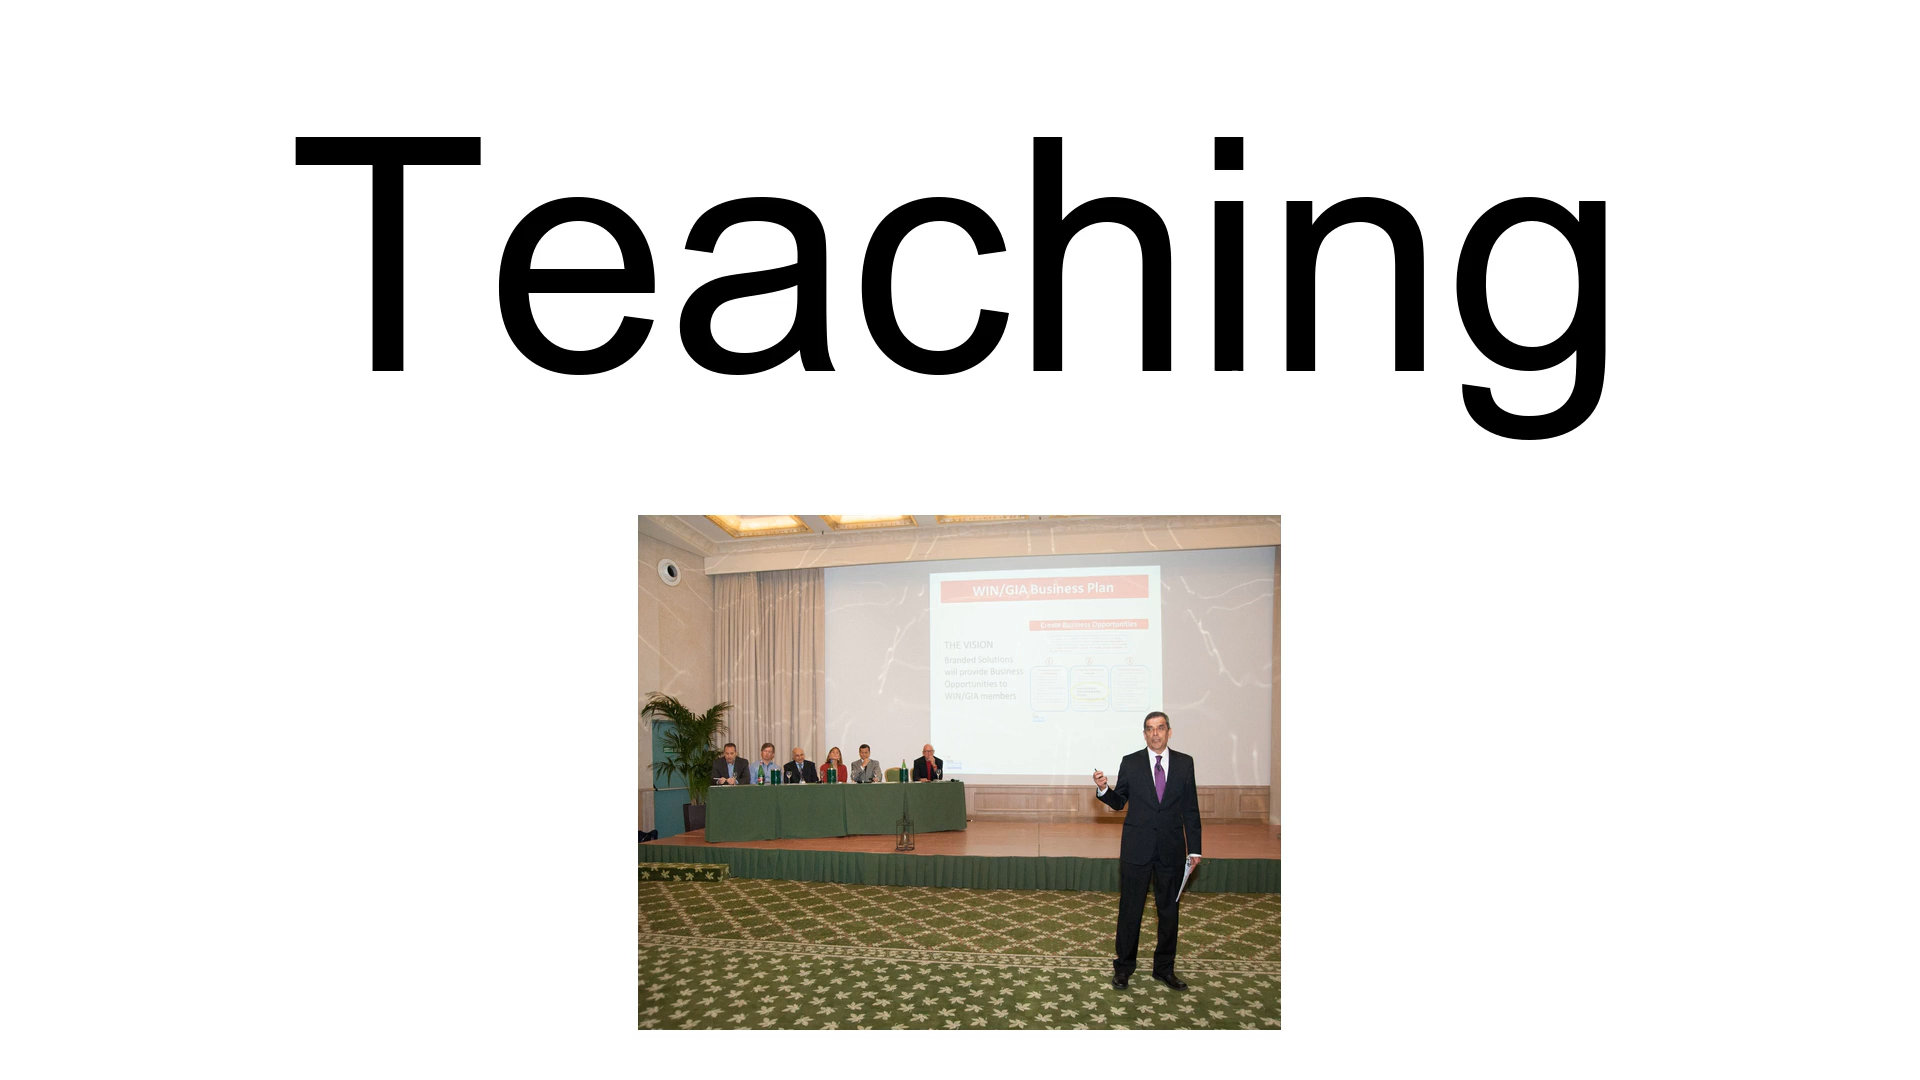 Teaching
WIN/GIA Business Plan
Create Business Opportunities
THE VISION
Branded Solutions
will provide Business
Opportunities to
WIN/GIA members